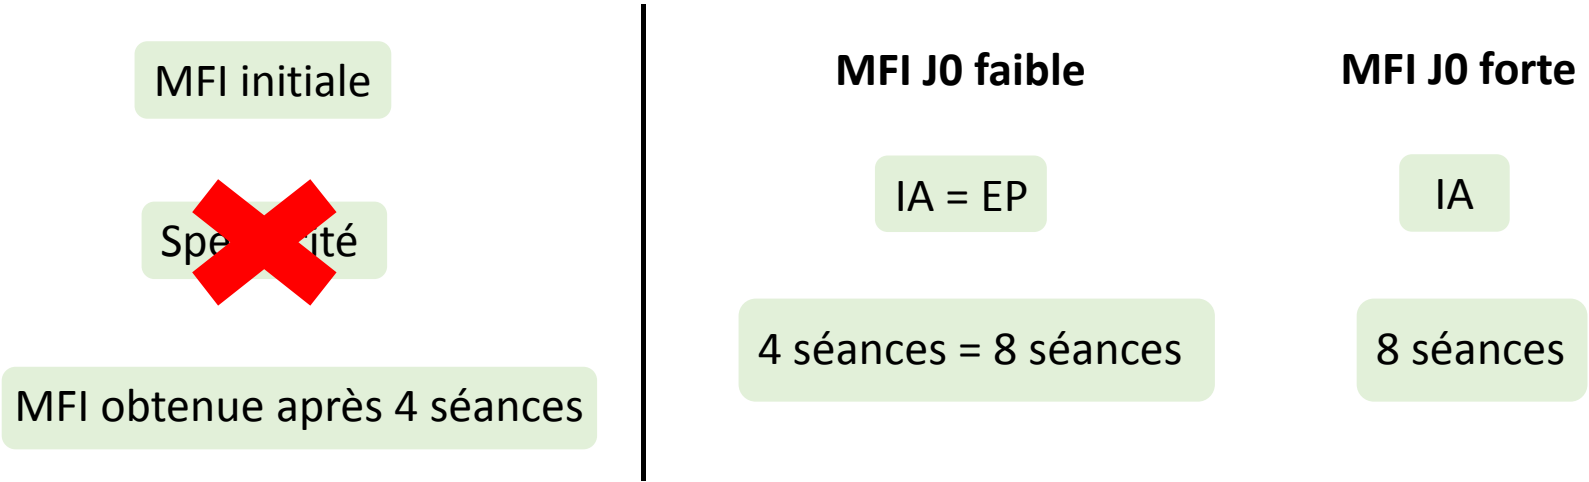 MFI initiale
MFI obtenue après 4 séances
MFI J0 faible
IA = EP
4 séances = 8 séances
MFI J0 forte
IA
8 séances